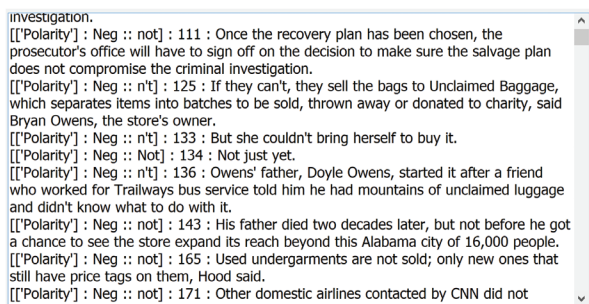 investigation.
[['Polarity'] : Neg :: not] : 111 : Once the recovery plan has been chosen, the
prosecutor's office will have to sign off on the decision to make sure the salvage plan
does not compromise the criminal investigation.
[['Polarity'] : Neg :: n't] : 125 : If they can't, they sell the bags to Unclaimed Baggage,
which separates items into batches to be sold, thrown away or donated to charity, said
Bryan Owens, the store's owner.
[['Polarity'] : Neg :: n't] : 133 : But she couldn't bring herself to buy it.
[['Polarity'] : Neg :: Not] : 134 : Not just yet.
[['Polarity'] : Neg :: n't] : 136 : Owens' father, Doyle Owens, started it after a friend
who worked for Trailways bus service told him he had mountains of unclaimed luggage
and didn't know what to do with it.
[['Polarity'] : Neg :: not] : 143 : His father died two decades later, but not before he got
a chance to see the store expand its reach beyond this Alabama city of 16,000 people.
[['Polarity'] : Neg :: not] : 165 : Used undergarments are not sold; only new ones that
still have price tags on them, Hood said.
[['Polarity'] : Neg :: not] : 171 : Other domestic airlines contacted by CNN did not